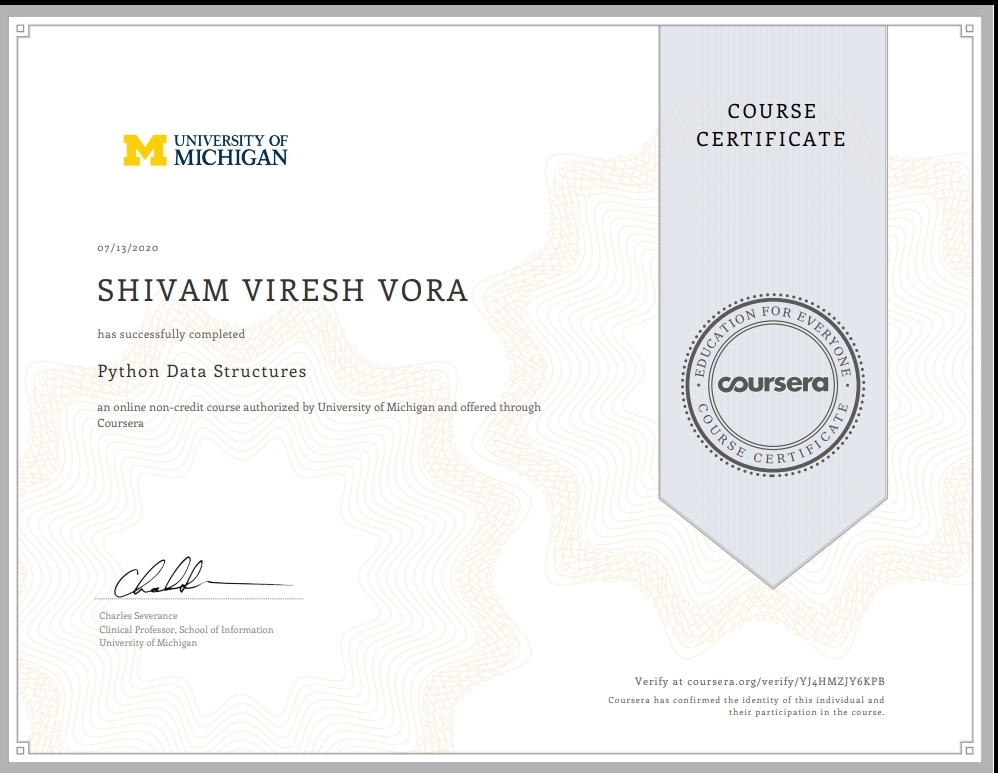 COURSE
CERTIFICATE
UNIVERSITY OF
MICHIGAN
07/13/2020
SHIVAM VIRESH VORA
has successfully completed
Python Data Structures
an online non-credit course authorized by University of Michigan and offered through
Coursera
EDUCATION FOR EVERYONE
coursera
COURSE CERTIFICATE
Charles Severance
Clinical Professor, School of Information
University of Michigan
Verify at coursera.org/verify/YJ4HMZJY6KPB
Coursera has confirmed the identity of this individual and
their participation in the course.